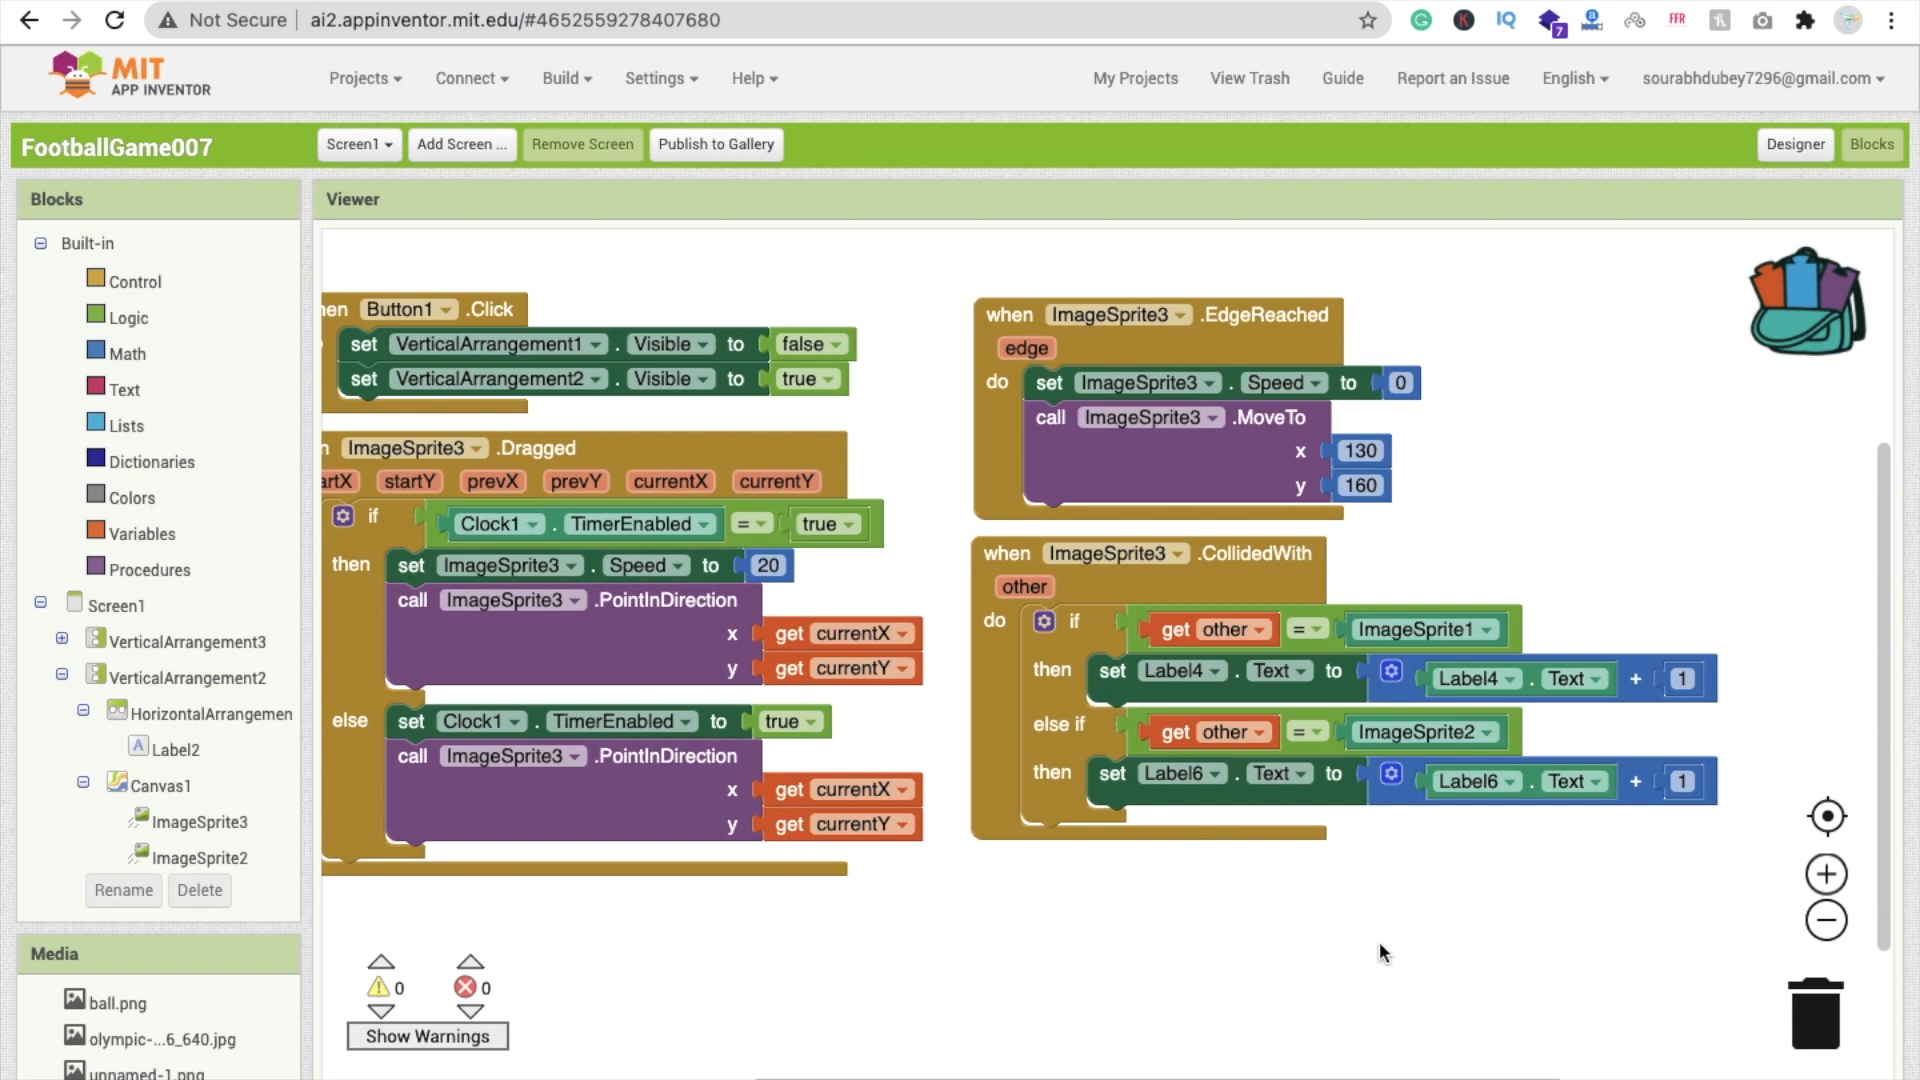 Not Secure
ai2.appinventor.mit.edu/#4652559278407680
IQ
7
a
FFR
MIT
APP INVENTOR
Projects
Connect
Build
Settings
Help
My Projects
View Trash
Guide
Report an Issue
English
sourabhdubey7296@gmail.com
FootballGame007
Screen1
Add Screen ...
Remove Screen
Publish to Gallery
Designer
Blocks
Blocks
Built-in
Control
Logic
Math
Text
Lists
Dictionaries
Colors
Variables
Procedures
Screen1
VerticalArrangement3
VerticalArrangement2
HorizontalArrangemen
A Label2
Canvas1
ImageSprite3
ImageSprite2
Rename
Delete
Media
ball.png
olympic-...6_640.jpg
unnamed-1.png
Viewer
en Button1 .Click
set VerticalArrangement1 . Visible to false
set VerticalArrangement2 . Visible to true
n ImageSprite3 .Dragged
artX startY prevX prevY currentX currentY
if Clock1 . TimerEnabled = true
then set ImageSprite3 . Speed to 20
call ImageSprite3 .PointInDirection
x get currentX
y get currentY
else set Clock1 . TimerEnabled to true
call ImageSprite3 .PointInDirection
x get currentX
y get currentY
when ImageSprite3 .EdgeReached
edge
do set ImageSprite3 . Speed to 0
call ImageSprite3 .MoveTo
x 130
y 160
when ImageSprite3 .CollidedWith
other
do if get other = ImageSprite1
then set Label4 . Text to Label4 . Text + 1
else if get other = ImageSprite2
then set Label6 . Text to Label6 . Text + 1
0
0
Show Warnings